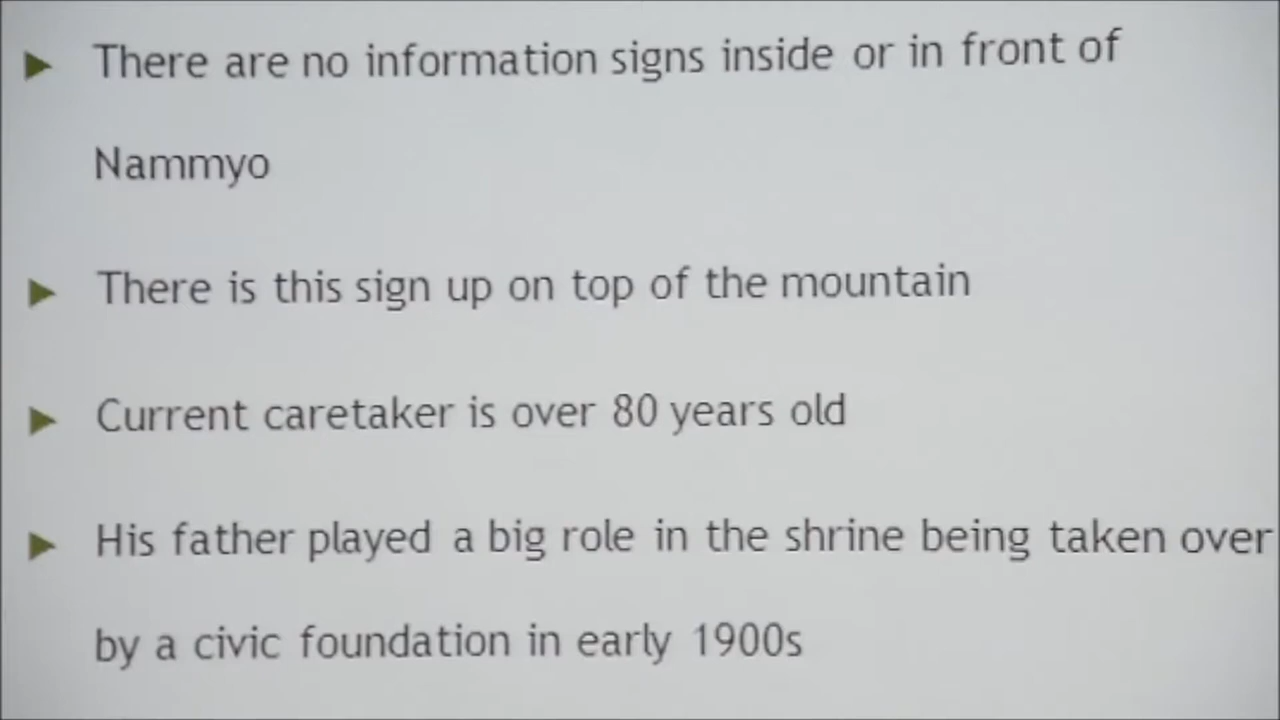 There are no information signs inside or in front of
Nammyo
There is this sign up on top of the mountain
Current caretaker is over 80 years old
His father played a big role in the shrine being taken over
by a civic foundation in early 1900s